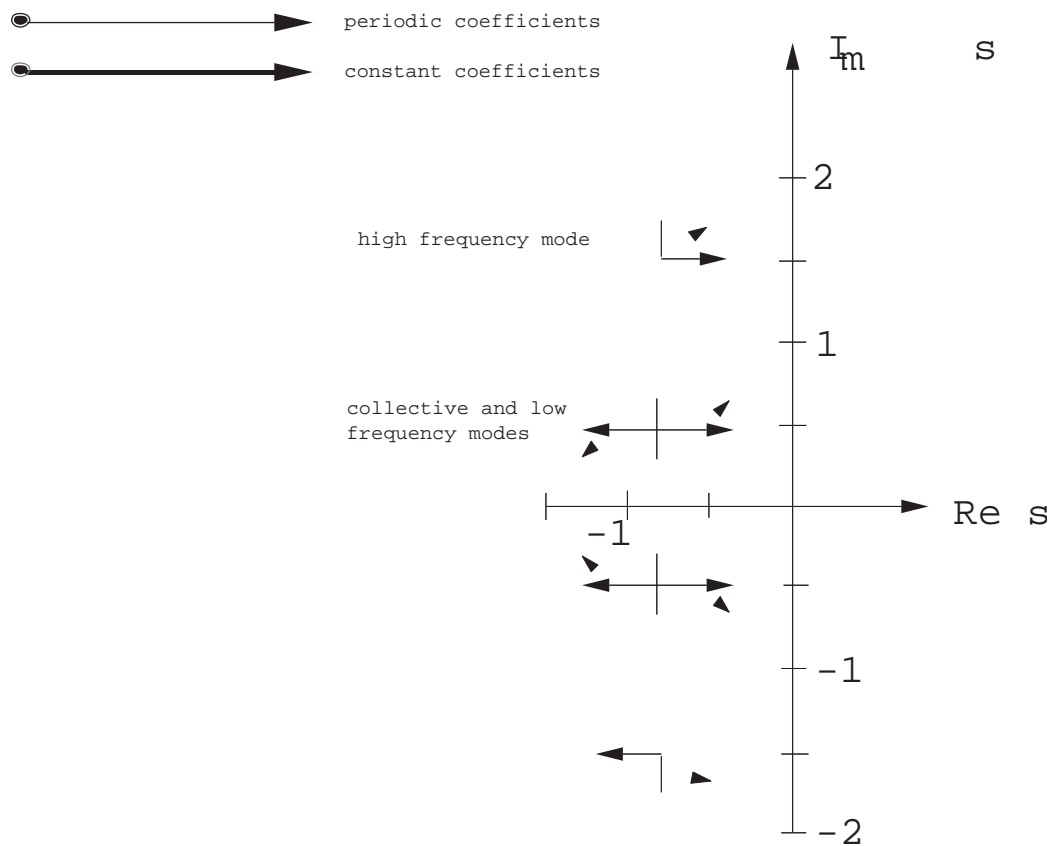 periodic coefficients
constant coefficients
Im s
2
high frequency mode
1
collective and low
frequency modes
Re s
-1
-1
-2